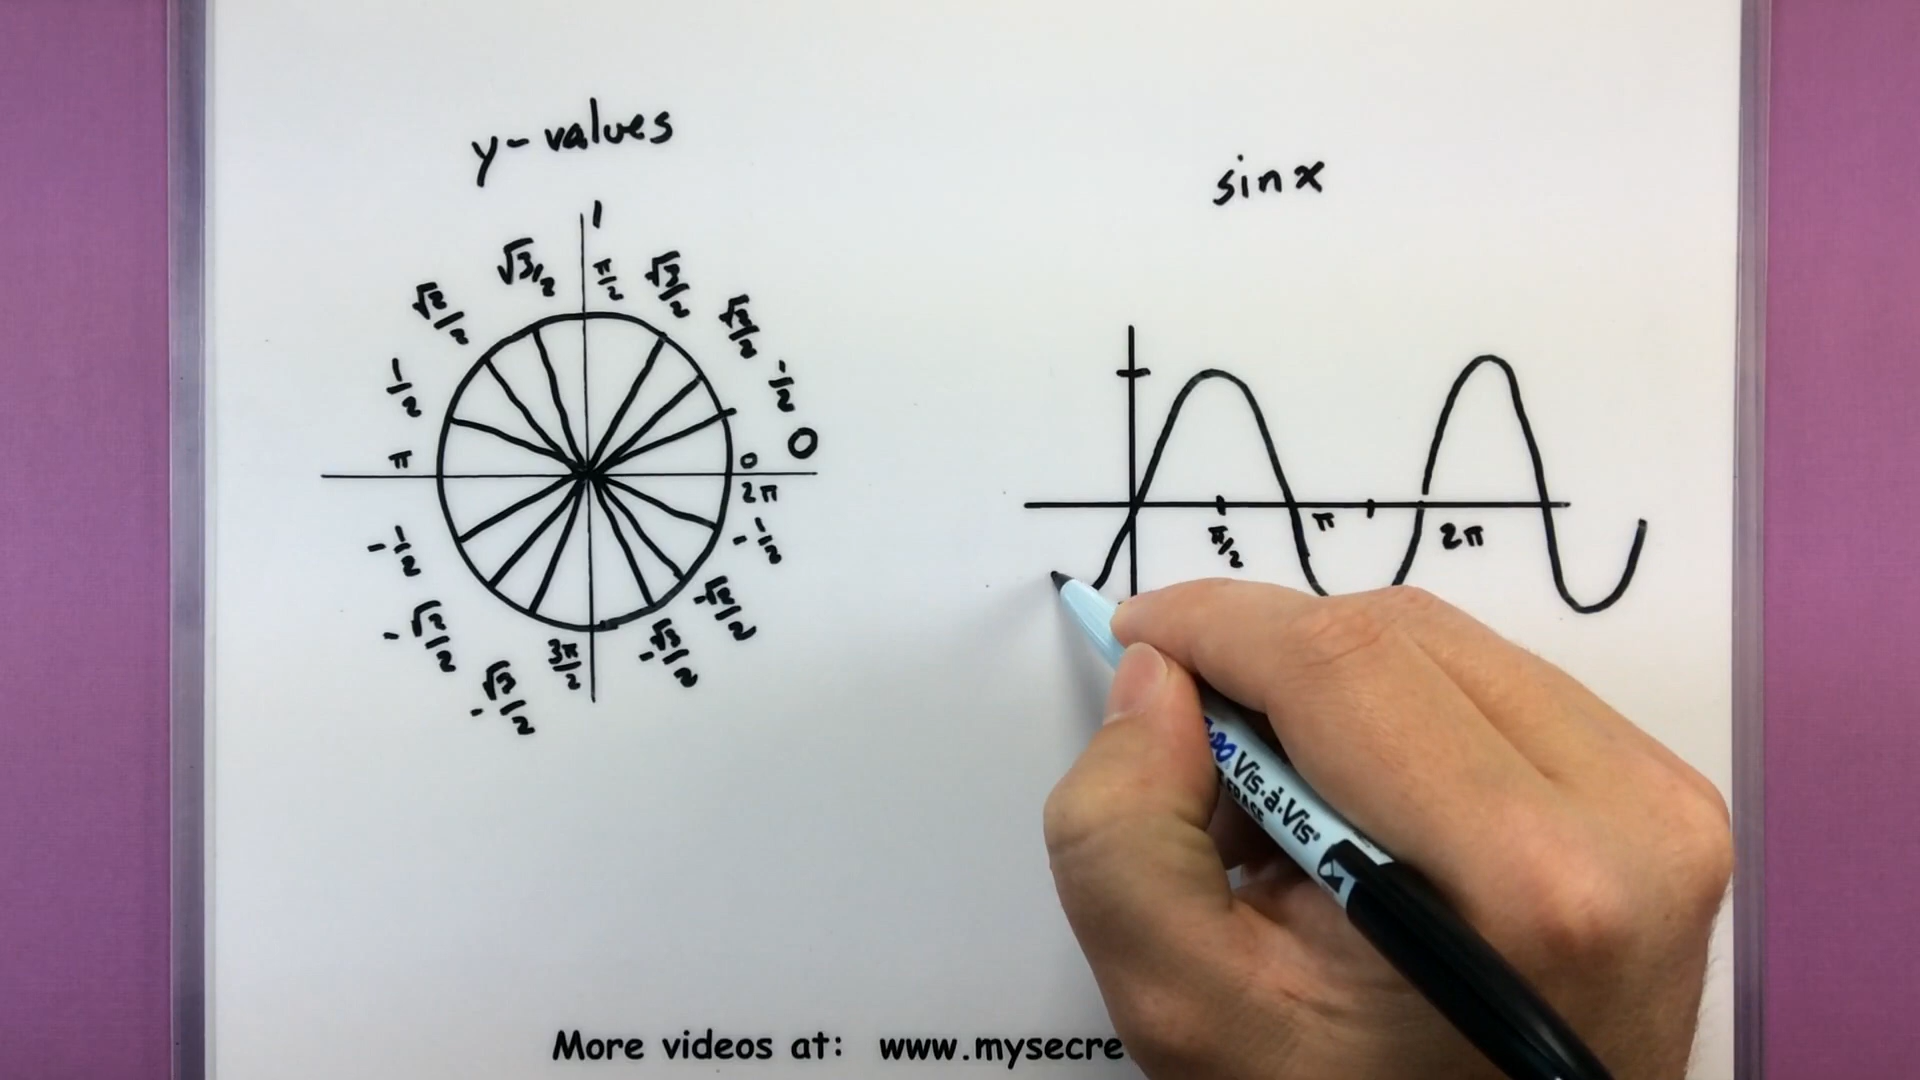 y-values
sin x
1
√3/2
π/2
√3/2
√2/2
√2/2
1/2
1/2
0
π
0
2π
-1/2
-1/2
-√2/2
-√2/2
-√3/2
3π/2
-√3/2
π/2
π
2π
Vis·à·Vis
More videos at: www.mysecre